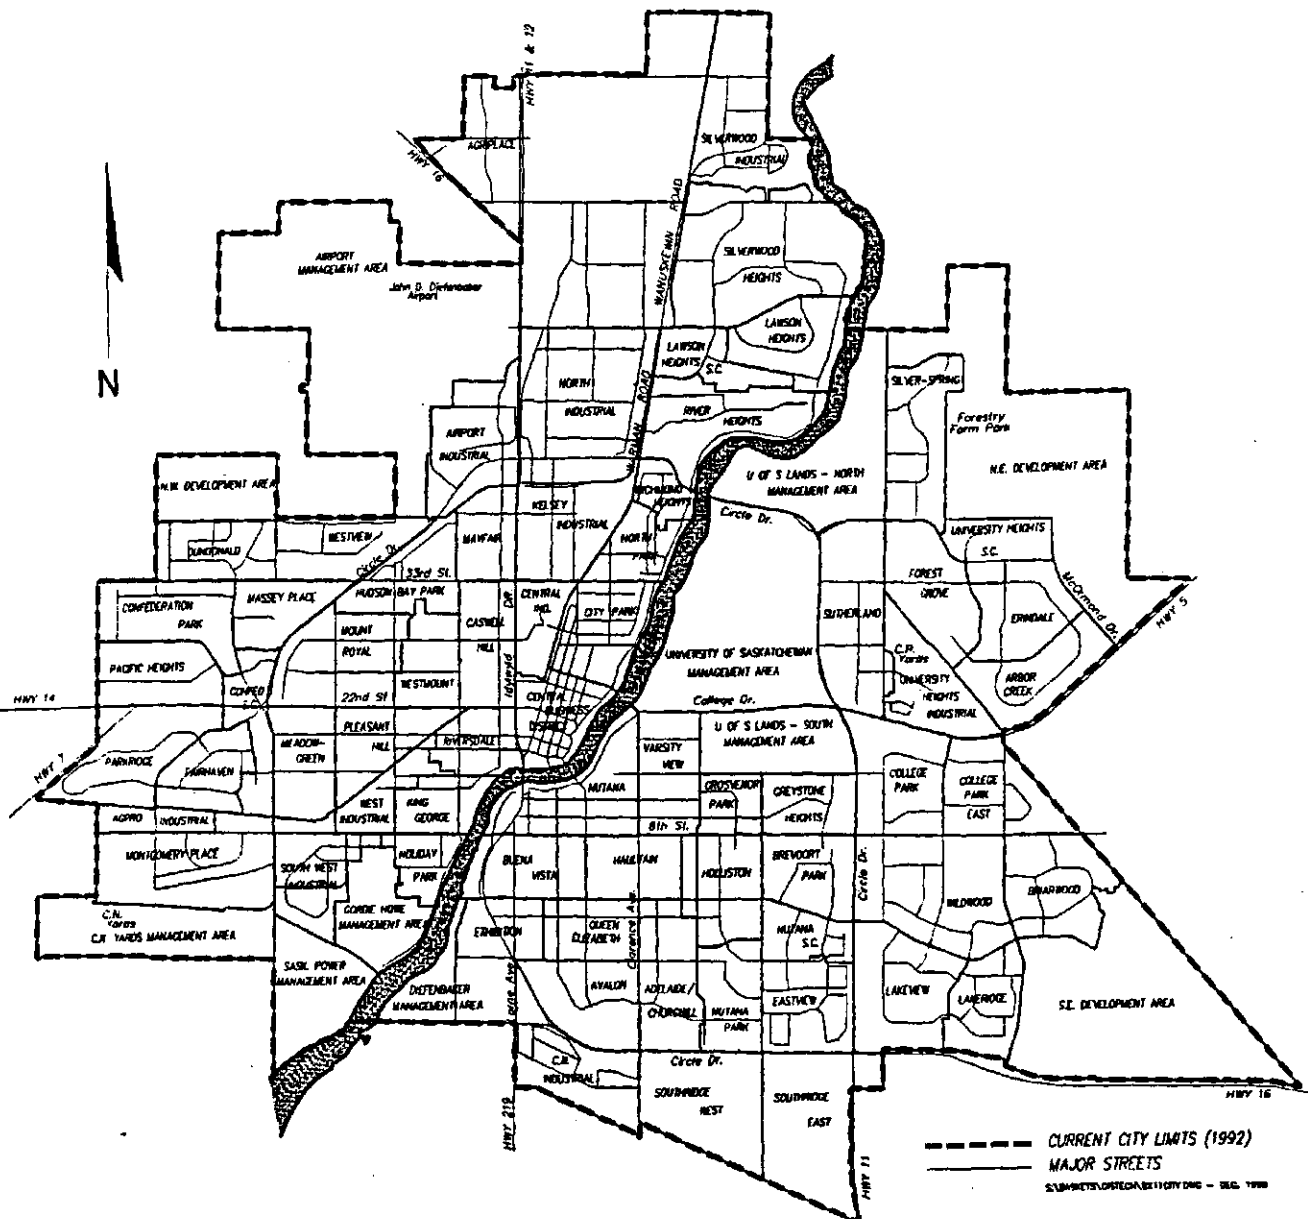 HWY 11 & 12
SILVERWOOD
INDUSTRIAL
AGRIPLACE
HWY 16
WANUSKEWIN ROAD
AIRPORT
MANAGEMENT AREA
John G. Diefenbaker
Airport
SILVERWOOD
HEIGHTS
LAWSON
HEIGHTS
LAWSON
HEIGHTS
S.C.
N
NORTH
INDUSTRIAL
WARMAN ROAD
RIVER
HEIGHTS
SILVER-SPRING
Forestry
Farm Park
AIRPORT
INDUSTRIAL
N.W. DEVELOPMENT AREA
U OF S LANDS - NORTH
MANAGEMENT AREA
N.E. DEVELOPMENT AREA
RICHMOND
HEIGHTS
KELSEY
INDUSTRIAL
Circle Dr.
UNIVERSITY HEIGHTS
S.C.
DUNDONALD
WESTVIEW
MAYFAIR
NORTH
PARK
Circle Dr.
33rd St.
FOREST
GROVE
McOrmond Dr.
HWY 5
CONFEDERATION
PARK
MASSEY PLACE
HUDSON BAY PARK
CENTRAL
IND.
CITY PARK
SUTHERLAND
ERINDALE
MOUNT
ROYAL
CASWELL
HILL
Idylwyld DR
PACIFIC HEIGHTS
UNIVERSITY OF SASKATCHEWAN
MANAGEMENT AREA
C.P.
Yards
UNIVERSITY
HEIGHTS
INDUSTRIAL
ARBOR
CREEK
WESTMOUNT
HWY 14
CONFED
22nd St
CENTRAL
BUSINESS
DISTRICT
College Dr.
PLEASANT
HILL
RIVERSDALE
U OF S LANDS - SOUTH
MANAGEMENT AREA
VARSITY
VIEW
HWY 7
PARKRIDGE
FAIRHAVEN
MEADOW-
GREEN
NUTANA
GROSVENOR
PARK
GREYSTONE
HEIGHTS
COLLEGE
PARK
COLLEGE
PARK
EAST
AGPRO INDUSTRIAL
WEST
INDUSTRIAL
KING
GEORGE
8th St.
MONTGOMERY PLACE
SOUTH WEST
INDUSTRIAL
HOLIDAY
PARK
BUENA
VISTA
HAULTAIN
HOLLISTON
BREVOORT
PARK
Circle Dr.
WILDWOOD
BRIARWOOD
C.N.
Yards
C.N. YARDS MANAGEMENT AREA
GORDIE HOWE
MANAGEMENT AREA
EXHIBITION
QUEEN
ELIZABETH
Clarence Ave.
NUTANA
S.C.
SASK POWER
MANAGEMENT AREA
DIEFENBAKER
MANAGEMENT AREA
AVALON
ADELAIDE/
CHURCHILL
NUTANA
PARK
EASTVIEW
LAKEVIEW
LAKERIDGE
S.E. DEVELOPMENT AREA
C.N.
INDUSTRIAL
Circle Dr.
SOUTHRIDGE
WEST
SOUTHRIDGE
EAST
HWY 16
HWY 219
HWY 11
CURRENT CITY LIMITS (1992)
MAJOR STREETS